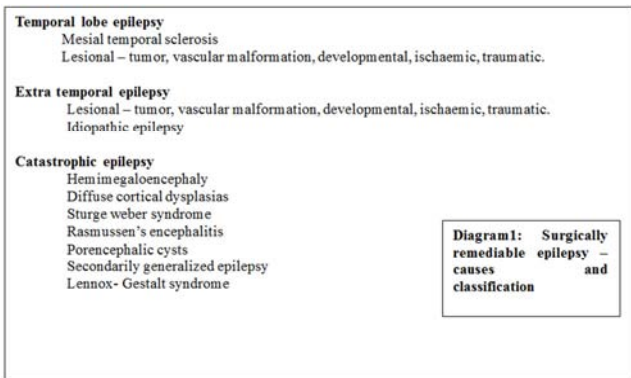 Temporal lobe epilepsy
Mesial temporal sclerosis
Lesional – tumor, vascular malformation, developmental, ischaemic, traumatic.
Extra temporal epilepsy
Lesional – tumor, vascular malformation, developmental, ischaemic, traumatic.
Idiopathic epilepsy
Catastrophic epilepsy
Hemimegaloencephaly
Diffuse cortical dysplasias
Sturge weber syndrome
Rasmussen's encephalitis
Porencephalic cysts
Secondarily generalized epilepsy
Lennox- Gestalt syndrome
Diagram1: Surgically
remediable epilepsy –
causes and
classification